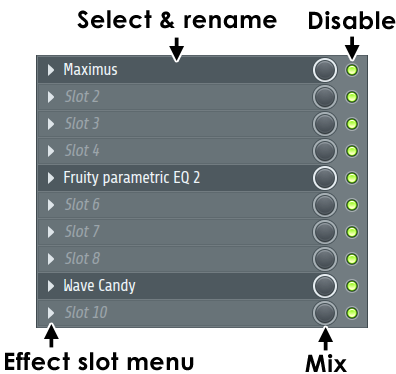 Select & rename Disable
Maximus
Slot 2
Slot 3
Slot 4
Fruity parametric EQ 2
Slot 6
Slot 7
Slot 8
Wave Candy
Slot 10
Effect slot menu Mix